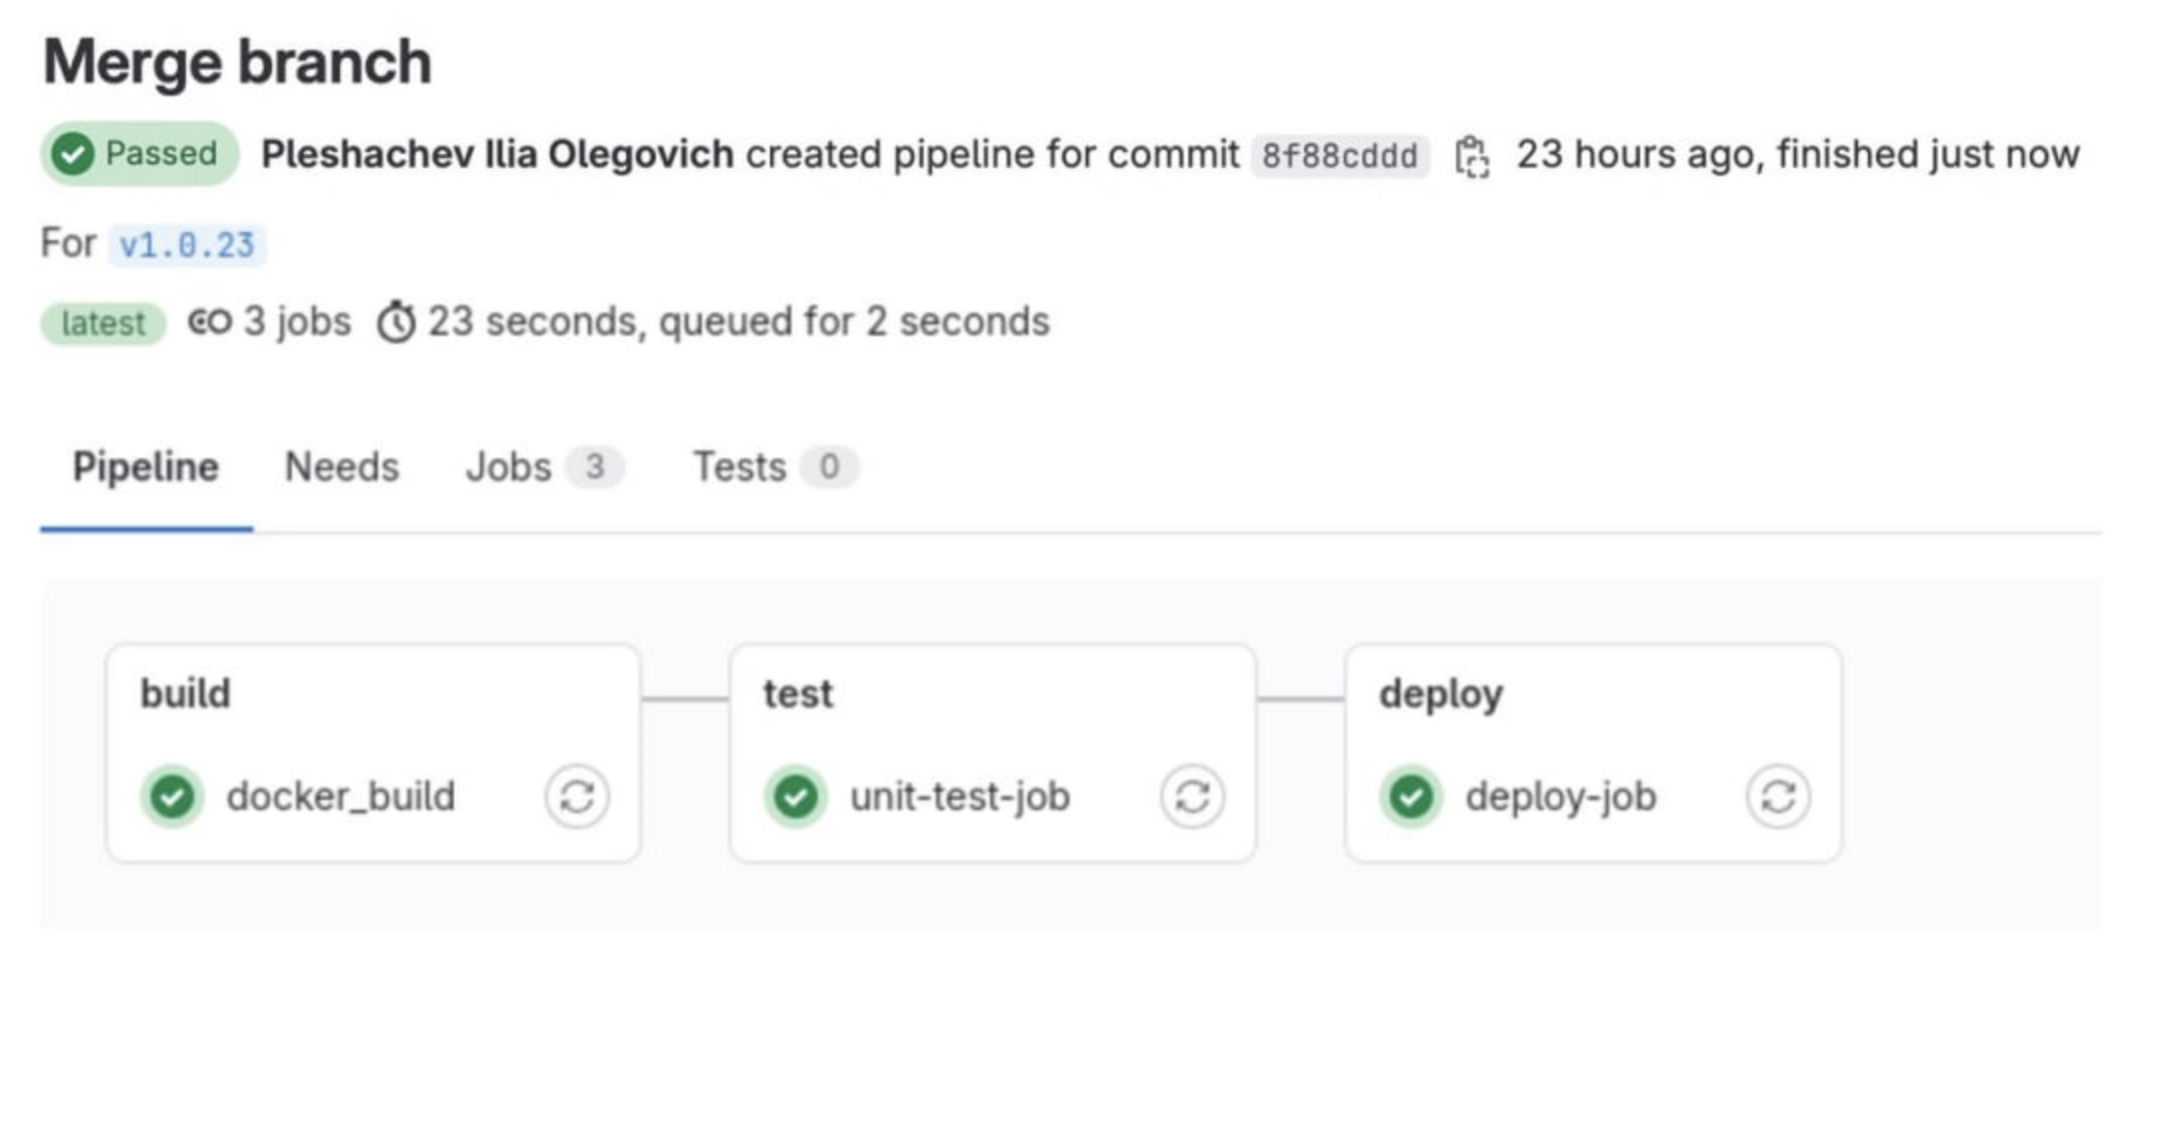 Merge branch
Passed Pleshachev Ilia Olegovich created pipeline for commit 8f88cddd 23 hours ago, finished just now
For v1.0.23
latest 3 jobs 23 seconds, queued for 2 seconds
Pipeline Needs Jobs 3 Tests 0
build test deploy
docker_build unit-test-job deploy-job